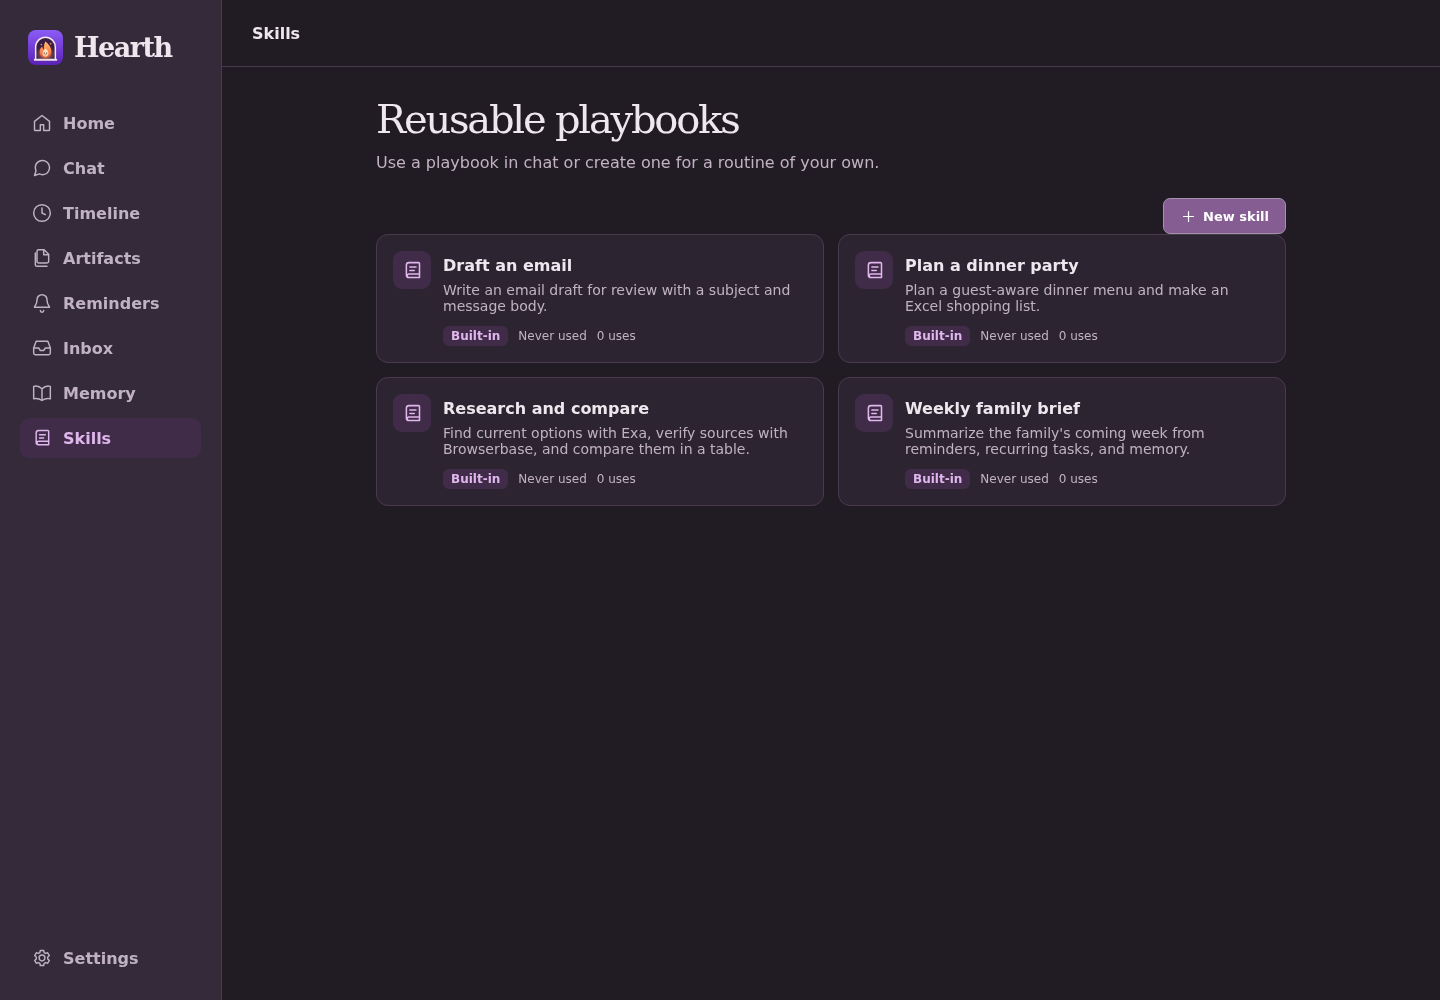 Hearth
Home
Chat
Timeline
Artifacts
Reminders
Inbox
Memory
Skills
Settings
Skills
Reusable playbooks
Use a playbook in chat or create one for a routine of your own.
New skill
Draft an email
Write an email draft for review with a subject and
message body.
Built-in Never used 0 uses
Plan a dinner party
Plan a guest-aware dinner menu and make an
Excel shopping list.
Built-in Never used 0 uses
Research and compare
Find current options with Exa, verify sources with
Browserbase, and compare them in a table.
Built-in Never used 0 uses
Weekly family brief
Summarize the family's coming week from
reminders, recurring tasks, and memory.
Built-in Never used 0 uses